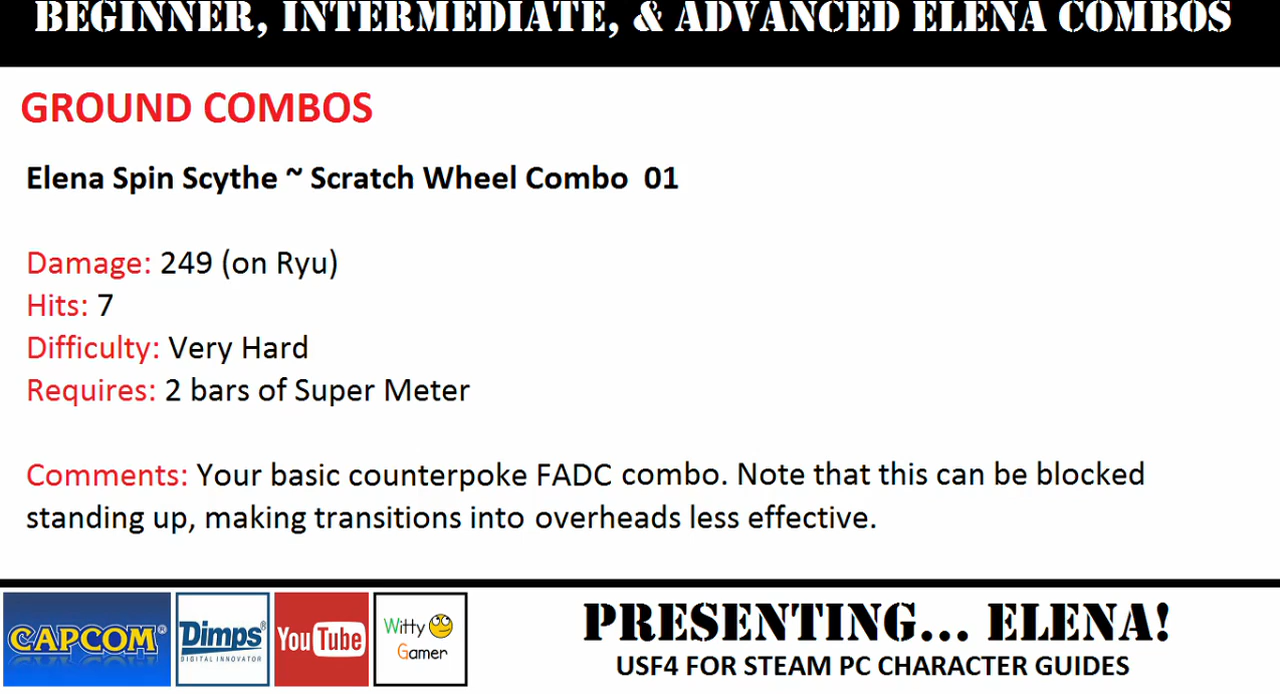 BEGINNER, INTERMEDIATE, & ADVANCED ELENA COMBOS
GROUND COMBOS
Elena Spin Scythe ~ Scratch Wheel Combo 01
Damage: 249 (on Ryu)
Hits: 7
Difficulty: Very Hard
Requires: 2 bars of Super Meter
Comments: Your basic counterpoke FADC combo. Note that this can be blocked
standing up, making transitions into overheads less effective.
CAPCOM®
Dimps®
DIGITAL INNOVATOR
YouTube
Witty
Gamer
PRESENTING... ELENA!
USF4 FOR STEAM PC CHARACTER GUIDES